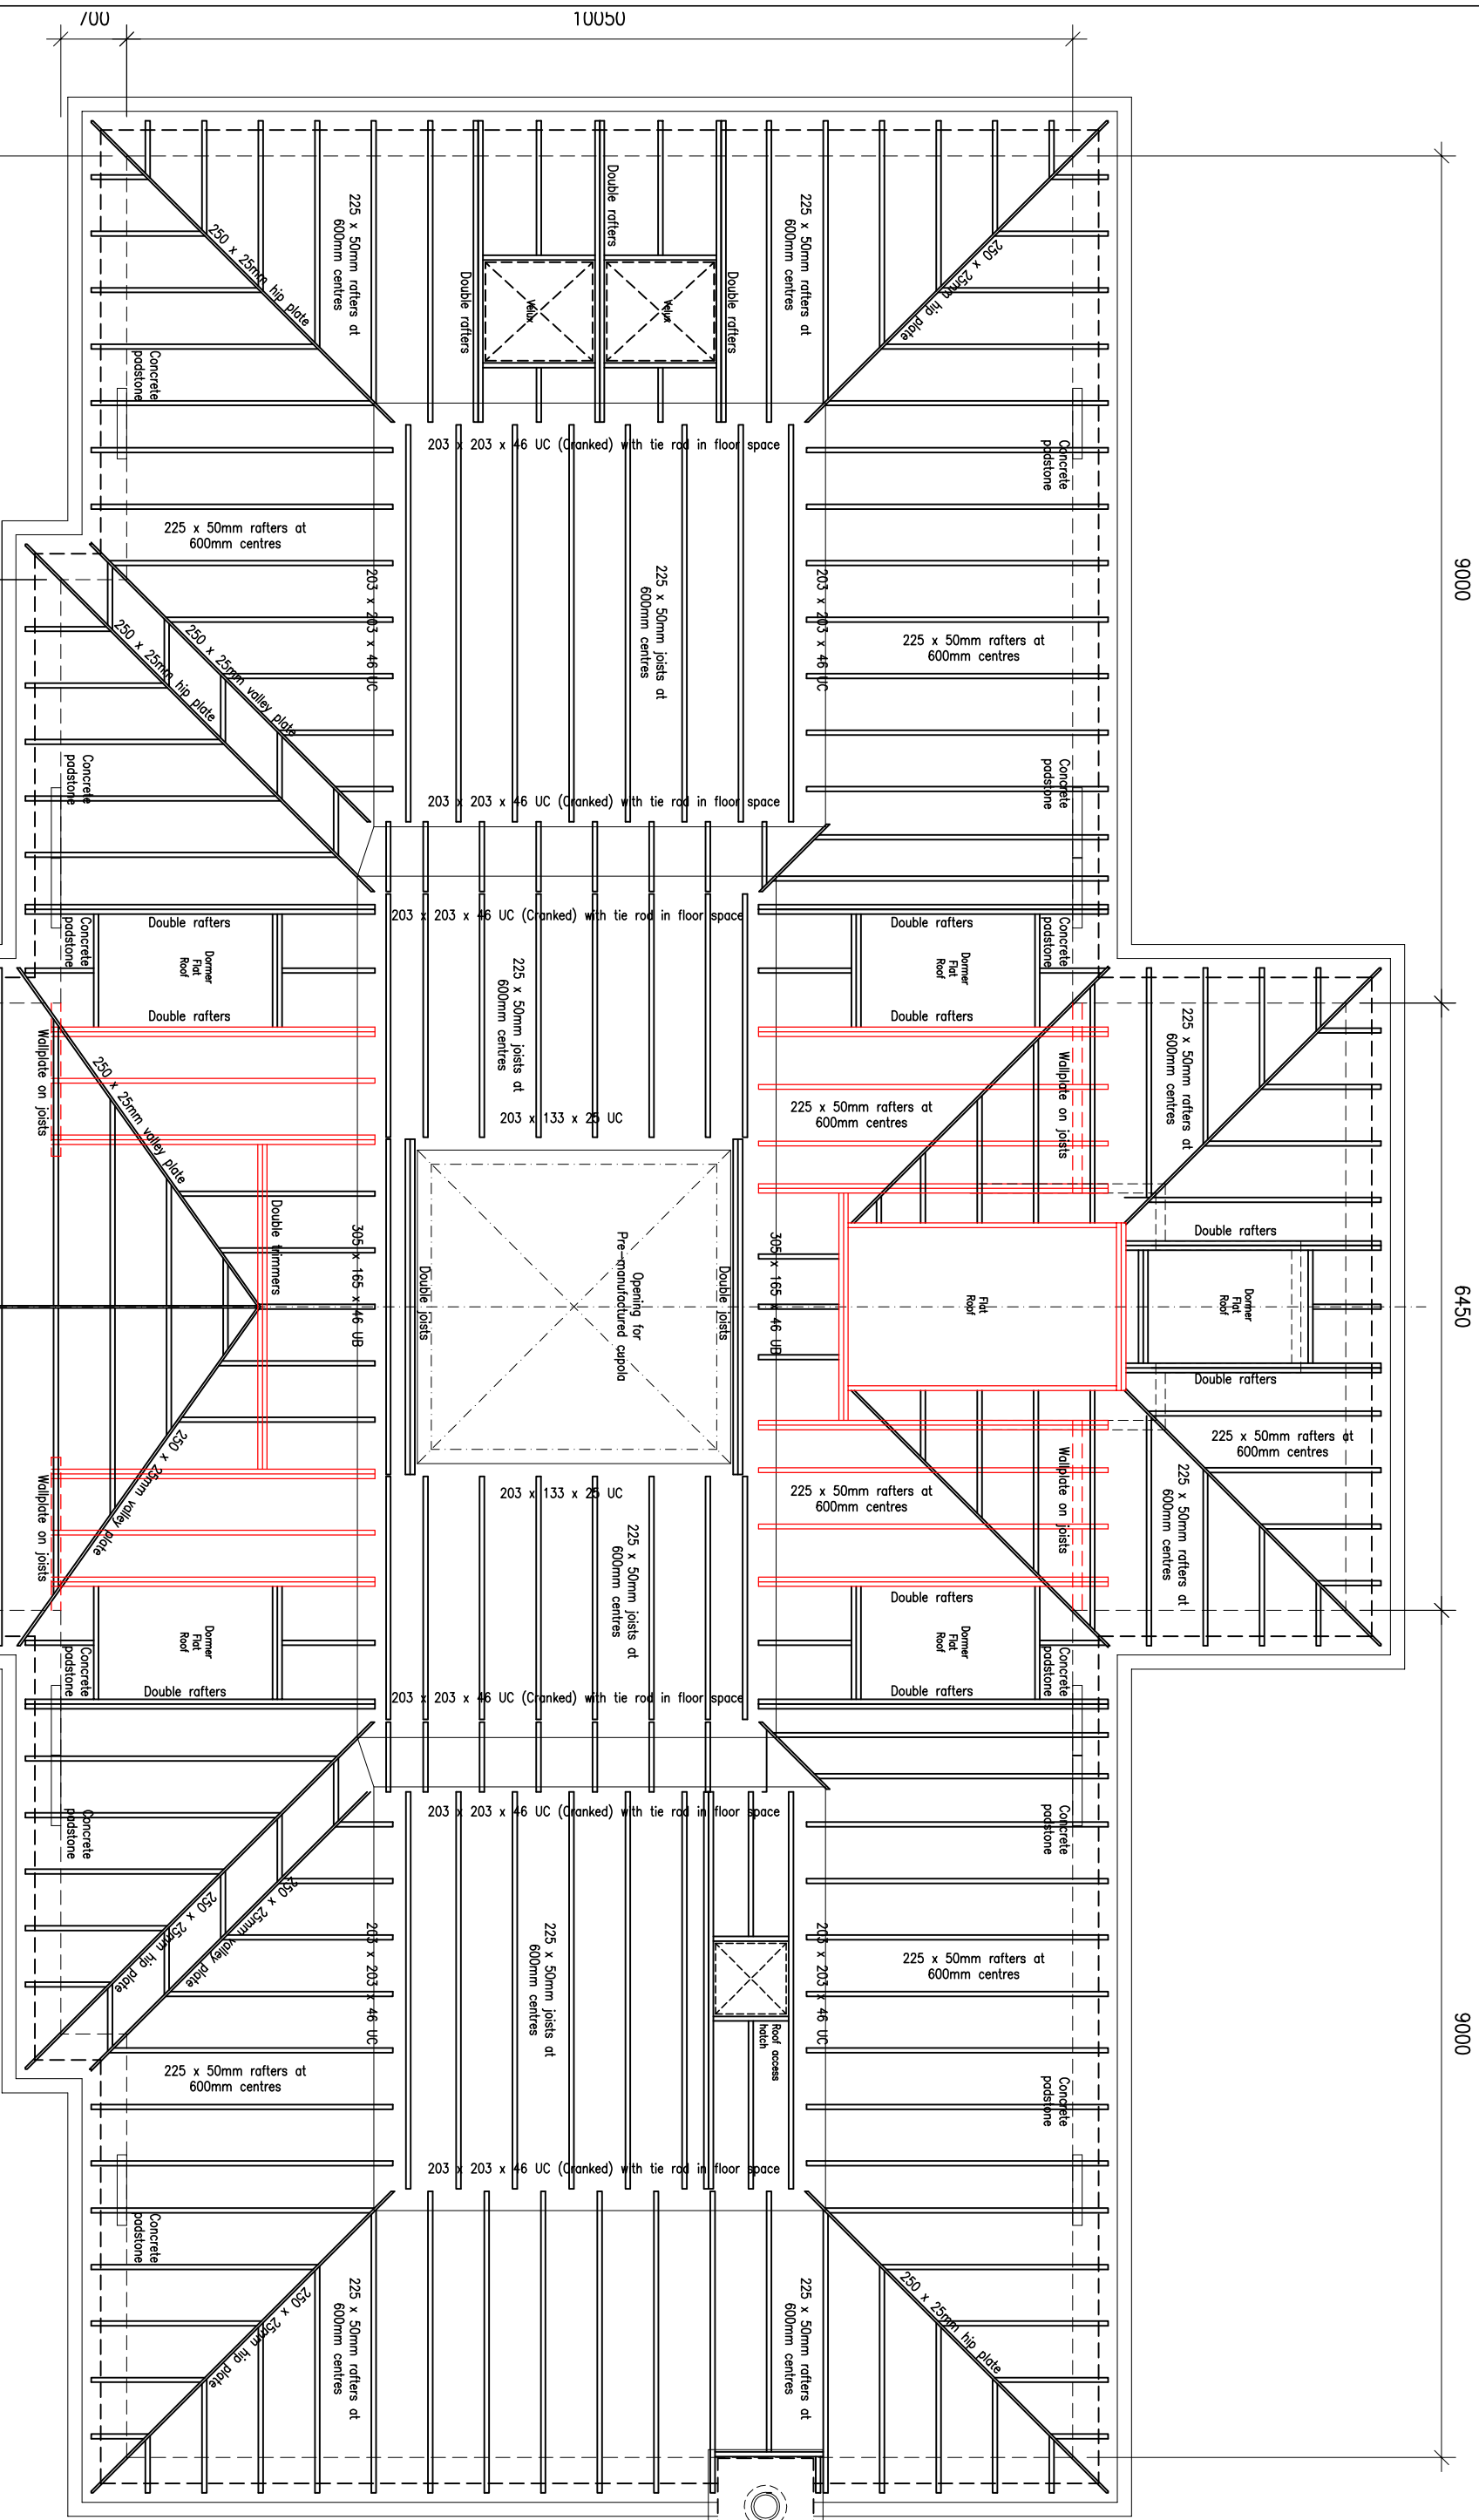 700
10050
9000
6450
9000
Double rafters
225 x 50mm rafters at
600mm centres
225 x 50mm rafters at
600mm centres
250 x 25mm hip plate
250 x 25mm hip plate
Double rafters
Double rafters
Velux
Velux
Concrete
padstone
203 x 203 x 46 UC (Cranked) with tie rod in floor space
Concrete
padstone
225 x 50mm rafters at
600mm centres
203 x 203 x 46 UC
225 x 50mm joists at
600mm centres
203 x 203 x 46 UC
225 x 50mm rafters at
600mm centres
250 x 25mm valley plate
250 x 25mm hip plate
Concrete
padstone
203 x 203 x 46 UC (Cranked) with tie rod in floor space
Concrete
padstone
Concrete
padstone
Double rafters
203 x 203 x 46 UC (Cranked) with tie rod in floor space
Double rafters
Concrete
padstone
Dormer
Flat
Roof
225 x 50mm joists at
600mm centres
Dormer
Flat
Roof
Double rafters
Double rafters
225 x 50mm rafters at
600mm centres
Wallplate on joists
250 x 25mm valley plate
203 x 133 x 25 UC
225 x 50mm rafters at
600mm centres
Wallplate on joists
Double trimmers
305 x 165 x 46 UB
Double joists
Opening for
Pre-manufactured cupola
Double joists
305 x 165 x 46 UB
Flat
Roof
Double rafters
Dormer
Flat
Roof
Double rafters
250 x 25mm valley plate
Wallplate on joists
203 x 133 x 25 UC
225 x 50mm rafters at
600mm centres
Wallplate on joists
225 x 50mm rafters at
600mm centres
225 x 50mm rafters at
600mm centres
225 x 50mm joists at
600mm centres
Double rafters
Dormer
Flat
Roof
Dormer
Flat
Roof
Concrete
padstone
Double rafters
203 x 203 x 46 UC (Cranked) with tie rod in floor space
Double rafters
Concrete
padstone
Concrete
padstone
203 x 203 x 46 UC (Cranked) with tie rod in floor space
Concrete
padstone
250 x 25mm hip plate
250 x 25mm valley plate
203 x 203 x 46 UC
225 x 50mm joists at
600mm centres
203 x 203 x 46 UC
225 x 50mm rafters at
600mm centres
Roof access
hatch
225 x 50mm rafters at
600mm centres
Concrete
padstone
203 x 203 x 46 UC (Cranked) with tie rod in floor space
Concrete
padstone
250 x 25mm hip plate
225 x 50mm rafters at
600mm centres
225 x 50mm rafters at
600mm centres
250 x 25mm hip plate